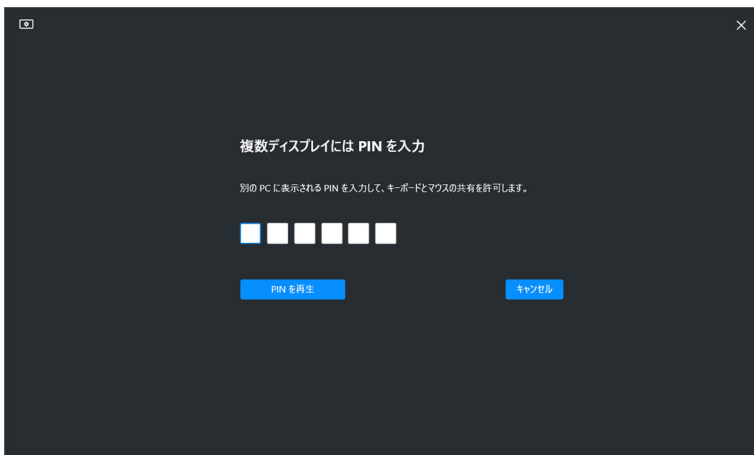 複数ディスプレイには PIN を入力
別の PC に表示される PIN を入力して、キーボードとマウスの共有を許可します。
PIN を再生
キャンセル